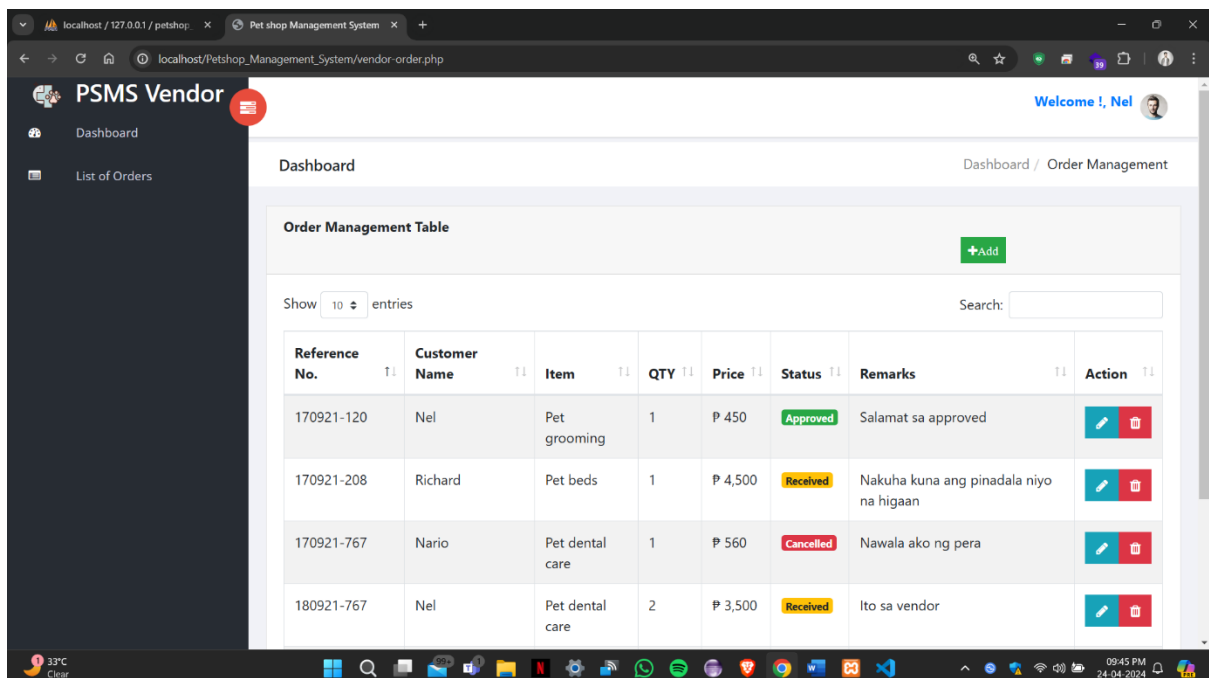 localhost / 127.0.0.1 / petshop_
Pet shop Management System
localhost/Petshop_Management_System/vendor-order.php
39
PSMS Vendor
Welcome !, Nel
Dashboard
List of Orders
Dashboard
Dashboard / Order Management
Order Management Table
+Add
Show 10 entries
Search:
Reference No. Customer Name Item QTY Price Status Remarks Action
170921-120 Nel Pet grooming 1 ₱ 450 Approved Salamat sa approved
170921-208 Richard Pet beds 1 ₱ 4,500 Received Nakuha kuna ang pinadala niyo na higaan
170921-767 Nario Pet dental care 1 ₱ 560 Cancelled Nawala ako ng pera
180921-767 Nel Pet dental care 2 ₱ 3,500 Received Ito sa vendor
1
33°C
Clear
99+
1
09:45 PM
24-04-2024